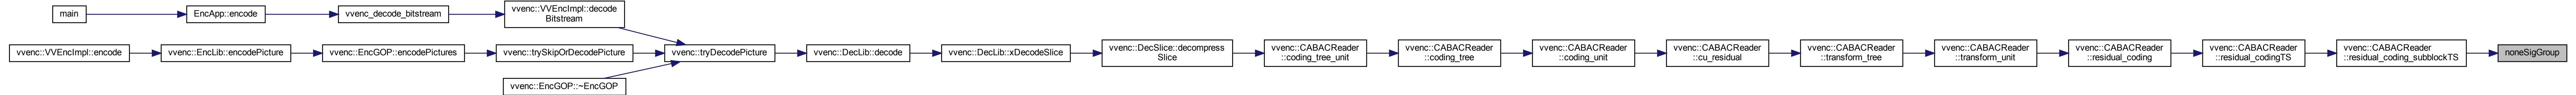 main
EncApp::encode
vvenc_decode_bitstream
vvenc::VVEncImpl::decode
Bitstream
vvenc::VVEncImpl::encode
vvenc::EncLib::encodePicture
vvenc::EncGOP::encodePictures
vvenc::trySkipOrDecodePicture
vvenc::EncGOP::~EncGOP
vvenc::tryDecodePicture
vvenc::DecLib::decode
vvenc::DecLib::xDecodeSlice
vvenc::DecSlice::decompress
Slice
vvenc::CABACReader
::coding_tree_unit
vvenc::CABACReader
::coding_tree
vvenc::CABACReader
::coding_unit
vvenc::CABACReader
::cu_residual
vvenc::CABACReader
::transform_tree
vvenc::CABACReader
::transform_unit
vvenc::CABACReader
::residual_coding
vvenc::CABACReader
::residual_codingTS
vvenc::CABACReader
::residual_coding_subblockTS
noneSigGroup